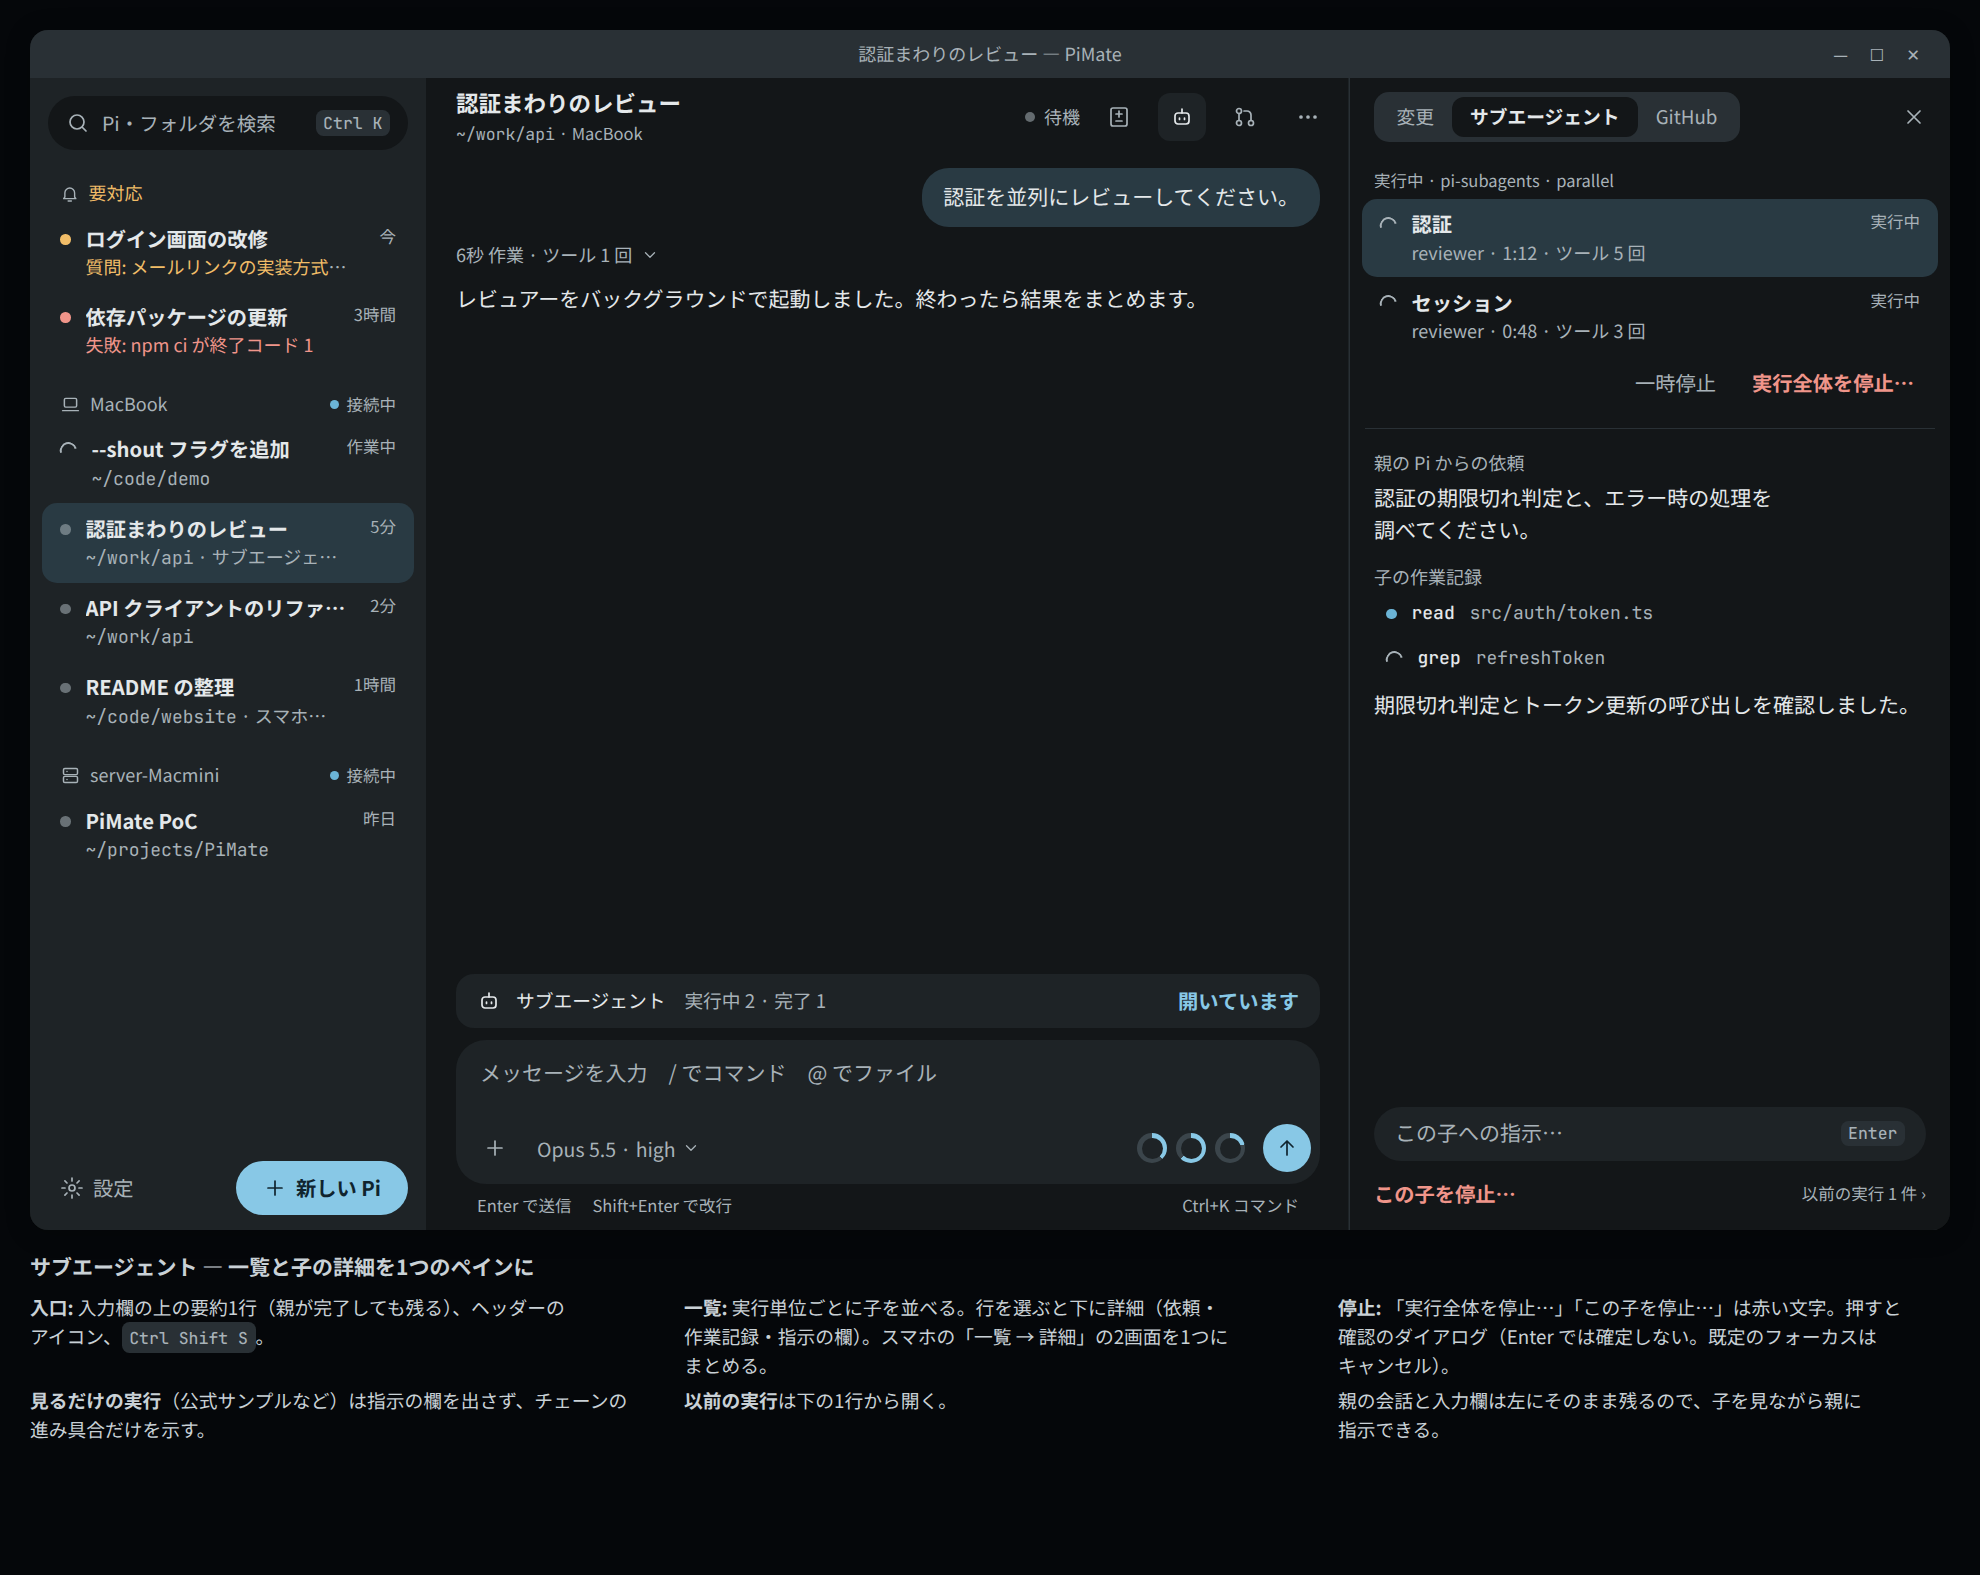 認証まわりのレビュー — PiMate
Pi・フォルダを検索 Ctrl K
要対応
ログイン画面の改修 今
質問: メールリンクの実装方式…
依存パッケージの更新 3時間
失敗: npm ci が終了コード 1
MacBook 接続中
--shout フラグを追加 作業中
~/code/demo
認証まわりのレビュー 5分
~/work/api · サブエージェ…
API クライアントのリファ… 2分
~/work/api
README の整理 1時間
~/code/website · スマホ…
server-Macmini 接続中
PiMate PoC 昨日
~/projects/PiMate
設定
新しい Pi
認証まわりのレビュー
~/work/api · MacBook
待機
認証を並列にレビューしてください。
6秒 作業 · ツール 1 回
レビュアーをバックグラウンドで起動しました。終わったら結果をまとめます。
サブエージェント 実行中 2 · 完了 1 開いています
メッセージを入力 / でコマンド @ でファイル
Opus 5.5 · high
Enter で送信 Shift+Enter で改行 Ctrl+K コマンド
変更 サブエージェント GitHub
実行中 · pi-subagents · parallel
認証 実行中
reviewer · 1:12 · ツール 5 回
セッション 実行中
reviewer · 0:48 · ツール 3 回
一時停止 実行全体を停止…
親の Pi からの依頼
認証の期限切れ判定と、エラー時の処理を
調べてください。
子の作業記録
read src/auth/token.ts
grep refreshToken
期限切れ判定とトークン更新の呼び出しを確認しました。
この子への指示… Enter
この子を停止… 以前の実行 1 件 ›
サブエージェント — 一覧と子の詳細を1つのペインに
入口: 入力欄の上の要約1行（親が完了しても残る）、ヘッダーの
アイコン、 Ctrl Shift S 。
一覧: 実行単位ごとに子を並べる。行を選ぶと下に詳細（依頼・
作業記録・指示の欄）。スマホの「一覧 → 詳細」の2画面を1つに
まとめる。
停止: 「実行全体を停止…」「この子を停止…」は赤い文字。押すと
確認のダイアログ（Enter では確定しない。既定のフォーカスは
キャンセル）。
見るだけの実行（公式サンプルなど）は指示の欄を出さず、チェーンの
進み具合だけを示す。
以前の実行は下の1行から開く。
親の会話と入力欄は左にそのまま残るので、子を見ながら親に
指示できる。